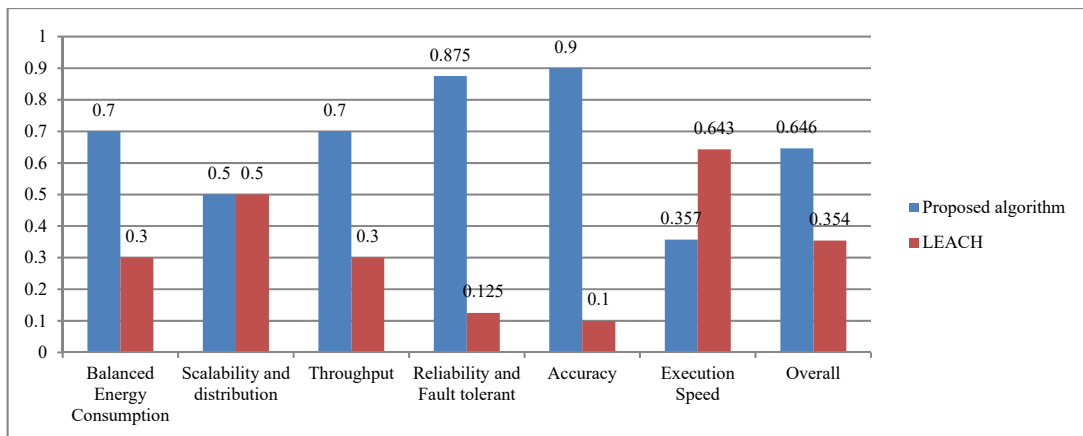 1
0.9
0.8
0.7
0.6
0.5
0.4
0.3
0.2
0.1
0
0.7
0.3
0.5
0.5
0.7
0.3
0.875
0.125
0.9
0.1
0.357
0.643
0.646
0.354
Balanced
Energy
Consumption
Scalability and
distribution
Throughput
Reliability and
Fault tolerant
Accuracy
Execution
Speed
Overall
Proposed algorithm
LEACH